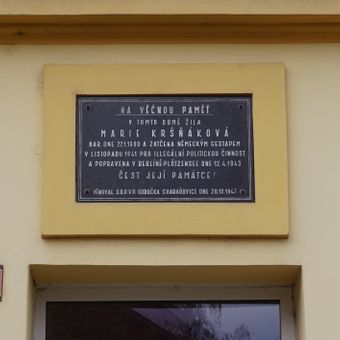 NA VĚČNOU PAMĚŤ
V TOMTO DOMĚ ŽILA
MARIE KRŠŇÁKOVÁ
NAR. DNE 22.1.1900 A ZATČENA NĚMECKÝM GESTAPEM
V LISTOPADU 1941 PRO ILLEGÁLNÍ POLITICKOU ČINNOST
A POPRAVENA V BERLÍNĚ-PLÖTZENSEE DNE 12.4.1943
ČEST JEJÍ PAMÁTCE!
VĚNOVAL S.O.P.V.P. ODBOČKA CHABAŘOVICE DNE 28.10.1947.